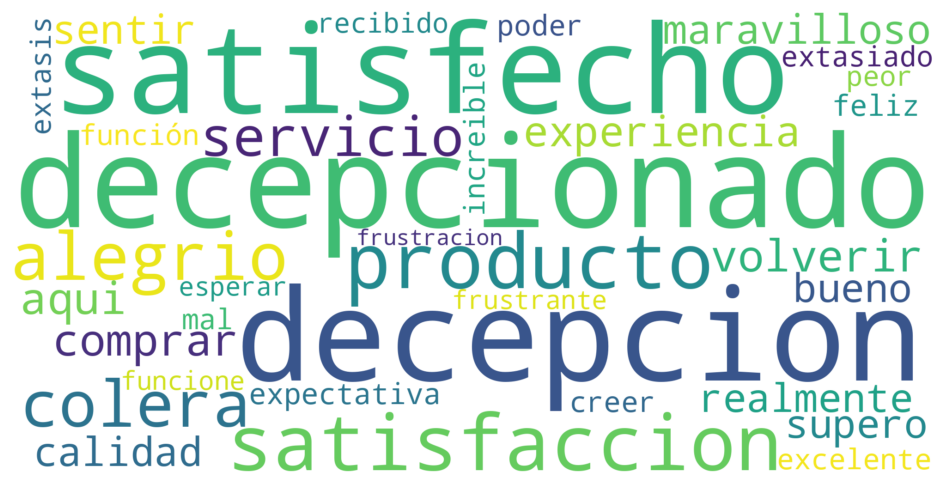 extasis
sentir
recibido
poder
maravilloso
satisfecho
extasiado
peor
feliz
increible
función
servicio
experiencia
decepcionado
alegrio
frustracion
producto
volverir
aqui
esperar
frustrante
bueno
mal
comprar
decepcion
funcione
colera
expectativa
creer
realmente
supero
calidad
satisfaccion
excelente